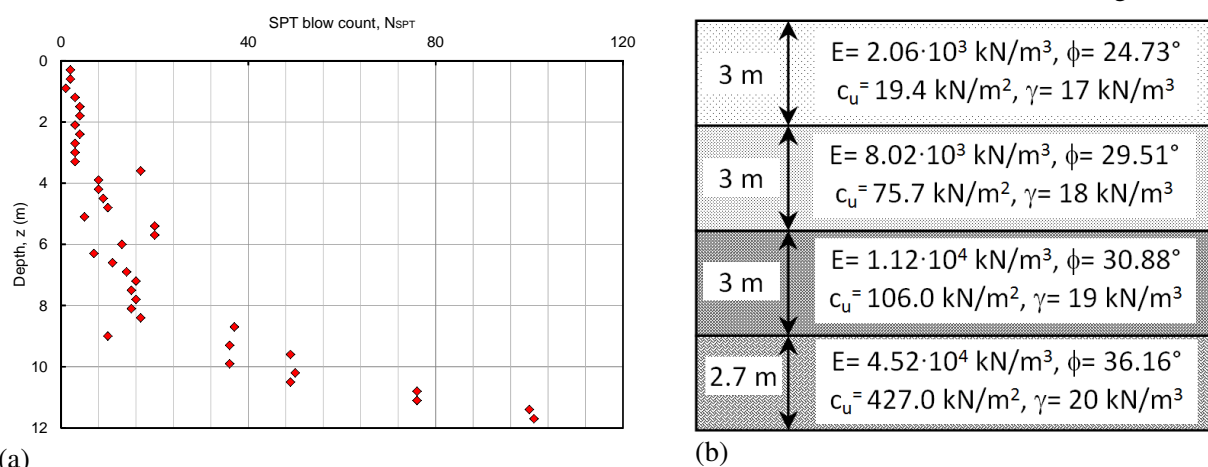 SPT blow count, NSPT
0 40 80 120
0
2
4
6
8
10
12
Depth, z (m)
(a)
3 m
E= 2.06·10³ kN/m³, ϕ= 24.73°
cᵤ= 19.4 kN/m², γ= 17 kN/m³
3 m
E= 8.02·10³ kN/m³, ϕ= 29.51°
cᵤ= 75.7 kN/m², γ= 18 kN/m³
3 m
E= 1.12·10⁴ kN/m³, ϕ= 30.88°
cᵤ= 106.0 kN/m², γ= 19 kN/m³
2.7 m
E= 4.52·10⁴ kN/m³, ϕ= 36.16°
cᵤ= 427.0 kN/m², γ= 20 kN/m³
(b)